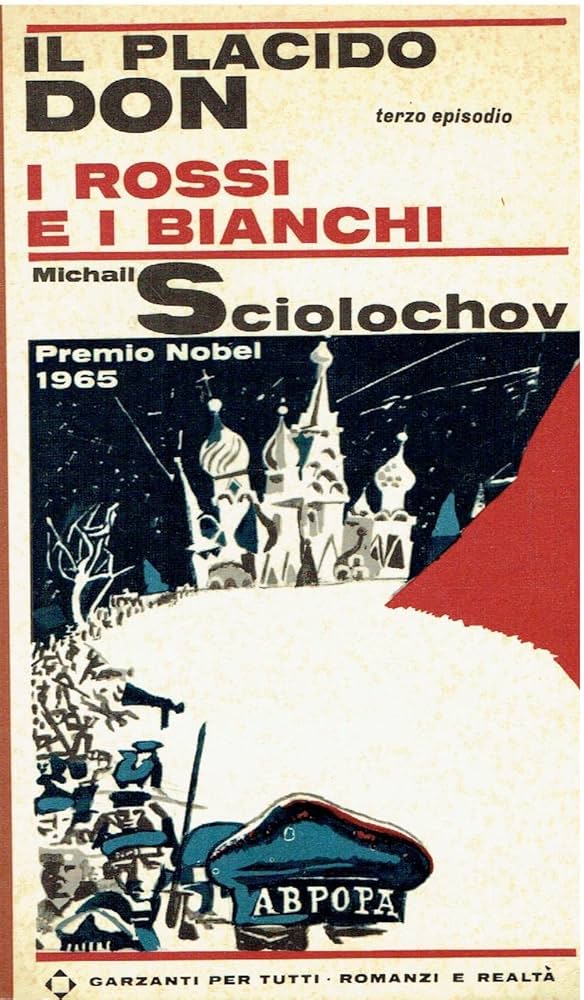 IL PLACIDO
DON
terzo episodio
I ROSSI
E I BIANCHI
Michail Sciolochov
Premio Nobel
1965
АВРОРА
GARZANTI PER TUTTI · ROMANZI E REALTÀ